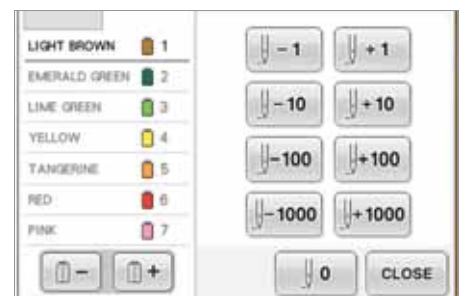 LIGHT BROWN 1
EMERALD GREEN 2
LIME GREEN 3
YELLOW 4
TANGERINE 5
RED 6
PINK 7
- +
-1 +1
-10 +10
-100 +100
-1000 +1000
0 CLOSE